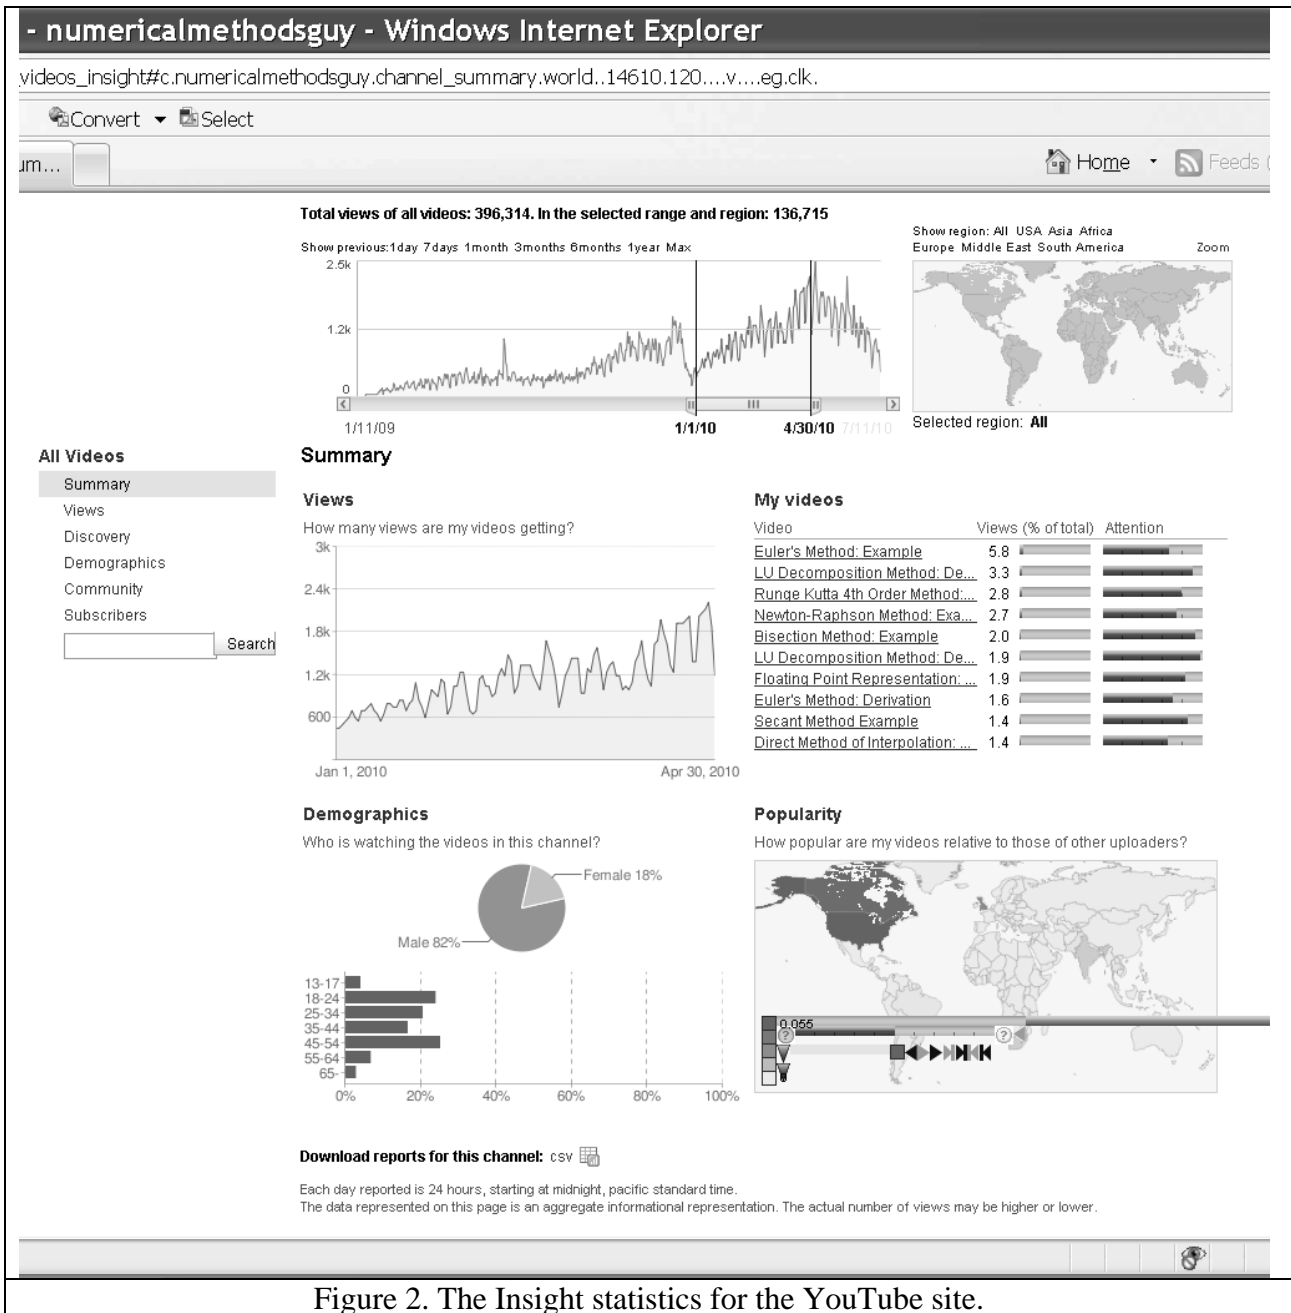 - numericalmethodsguy - Windows Internet Explorer
videos_insight#c.numericalmethodsguy.channel_summary.world..14610.120....v....eg.clk.
Convert Select
um...
Home Feeds (
Total views of all videos: 396,314. In the selected range and region: 136,715
Show previous:1day 7days 1month 3months 6months 1year Max
2.5k
1.2k
0
1/11/09 1/1/10 4/30/10 7/11/10
Show region: All USA Asia Africa
Europe Middle East South America Zoom
Selected region: All
All Videos
Summary
Views
Discovery
Demographics
Community
Subscribers
Search
Summary
Views
How many views are my videos getting?
3k
2.4k
1.8k
1.2k
600
Jan 1, 2010 Apr 30, 2010
My videos
Video Views (% of total) Attention
Euler's Method: Example 5.8
LU Decomposition Method: De... 3.3
Runge Kutta 4th Order Method:... 2.8
Newton-Raphson Method: Exa... 2.7
Bisection Method: Example 2.0
LU Decomposition Method: De... 1.9
Floating Point Representation: ... 1.9
Euler's Method: Derivation 1.6
Secant Method Example 1.4
Direct Method of Interpolation: ... 1.4
Demographics
Who is watching the videos in this channel?
Female 18%
Male 82%
13-17
18-24
25-34
35-44
45-54
55-64
65-
0% 20% 40% 60% 80% 100%
Popularity
How popular are my videos relative to those of other uploaders?
0.055
? ?
Download reports for this channel: csv
Each day reported is 24 hours, starting at midnight, pacific standard time.
The data represented on this page is an aggregate informational representation. The actual number of views may be higher or lower.
Figure 2. The Insight statistics for the YouTube site.